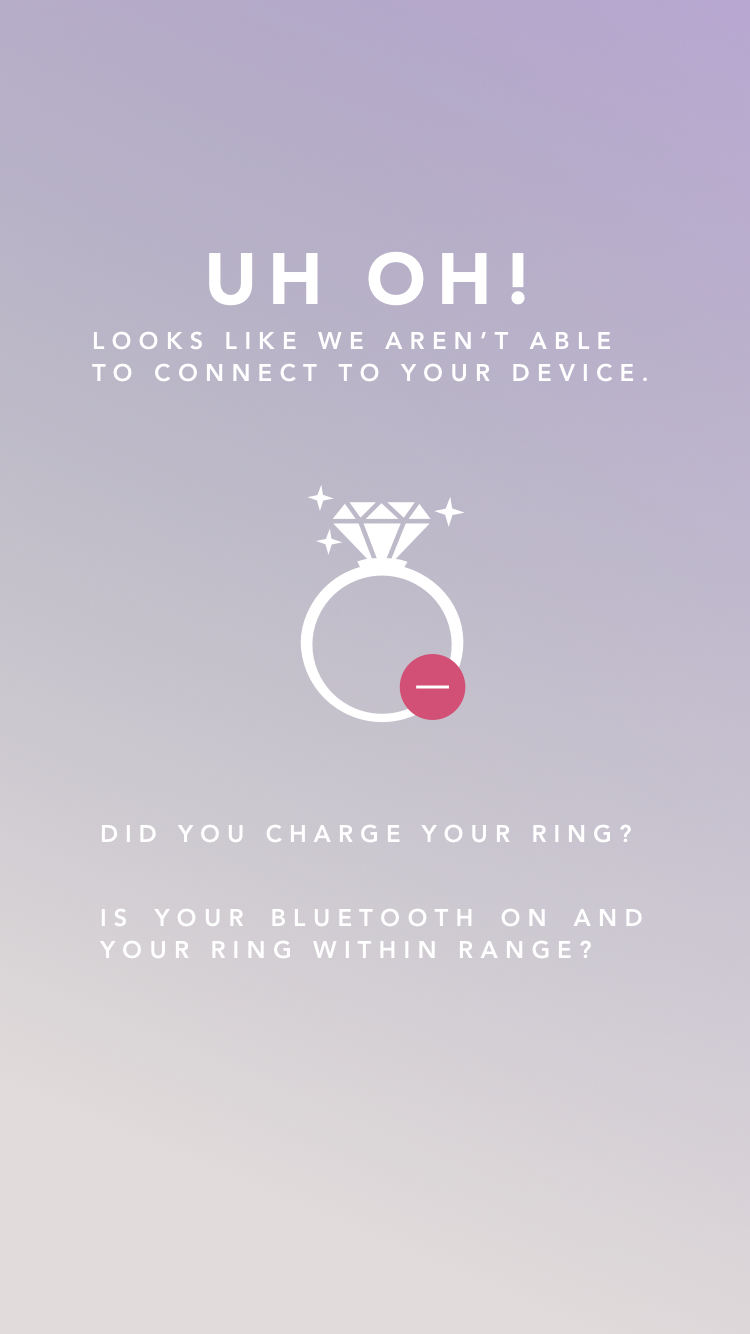 UH OH!
LOOKS LIKE WE AREN’T ABLE
TO CONNECT TO YOUR DEVICE.
DID YOU CHARGE YOUR RING?
IS YOUR BLUETOOTH ON AND
YOUR RING WITHIN RANGE?